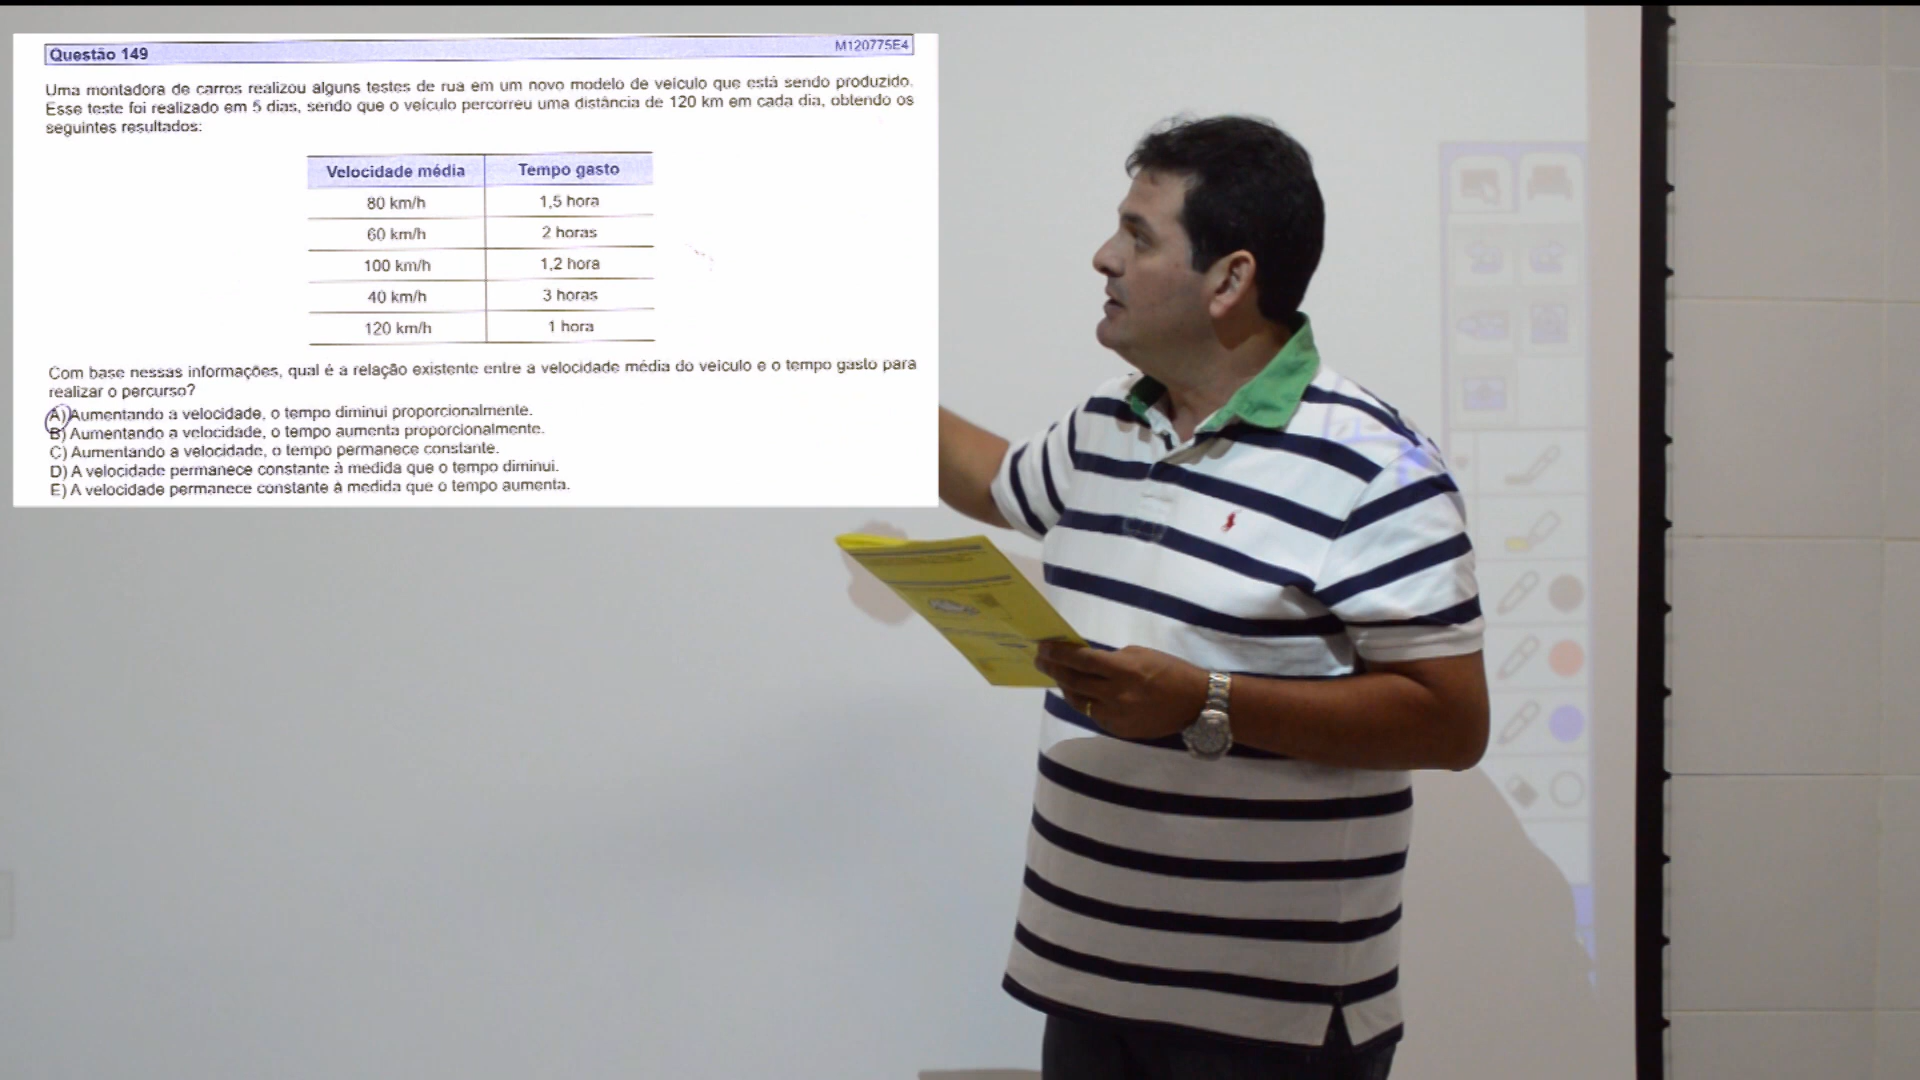 Questão 149
M120775E4
Uma montadora de carros realizou alguns testes de rua em um novo modelo de veículo que está sendo produzido.
Esse teste foi realizado em 5 dias, sendo que o veículo percorreu uma distância de 120 km em cada dia, obtendo os
seguintes resultados:
Velocidade média Tempo gasto
80 km/h 1,5 hora
60 km/h 2 horas
100 km/h 1,2 hora
40 km/h 3 horas
120 km/h 1 hora
Com base nessas informações, qual é a relação existente entre a velocidade média do veículo e o tempo gasto para
realizar o percurso?
A) Aumentando a velocidade, o tempo diminui proporcionalmente.
B) Aumentando a velocidade, o tempo aumenta proporcionalmente.
C) Aumentando a velocidade, o tempo permanece constante.
D) A velocidade permanece constante à medida que o tempo diminui.
E) A velocidade permanece constante à medida que o tempo aumenta.